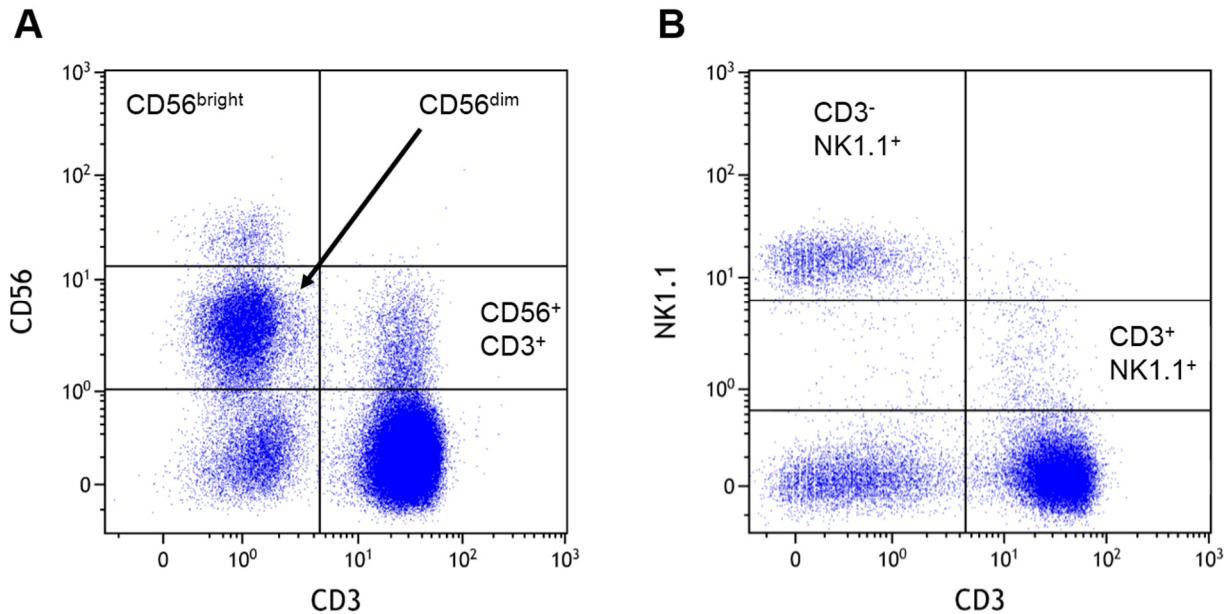 A
B
10³
10²
10¹
10⁰
0
CD56
CD56ᵇʳⁱᵍʰᵗ
CD56ᵈⁱᵐ
CD56⁺
CD3⁺
0
10⁰
10¹
10²
10³
CD3
10³
10²
10¹
10⁰
0
NK1.1
CD3⁻
NK1.1⁺
CD3⁺
NK1.1⁺
0
10⁰
10¹
10²
10³
CD3